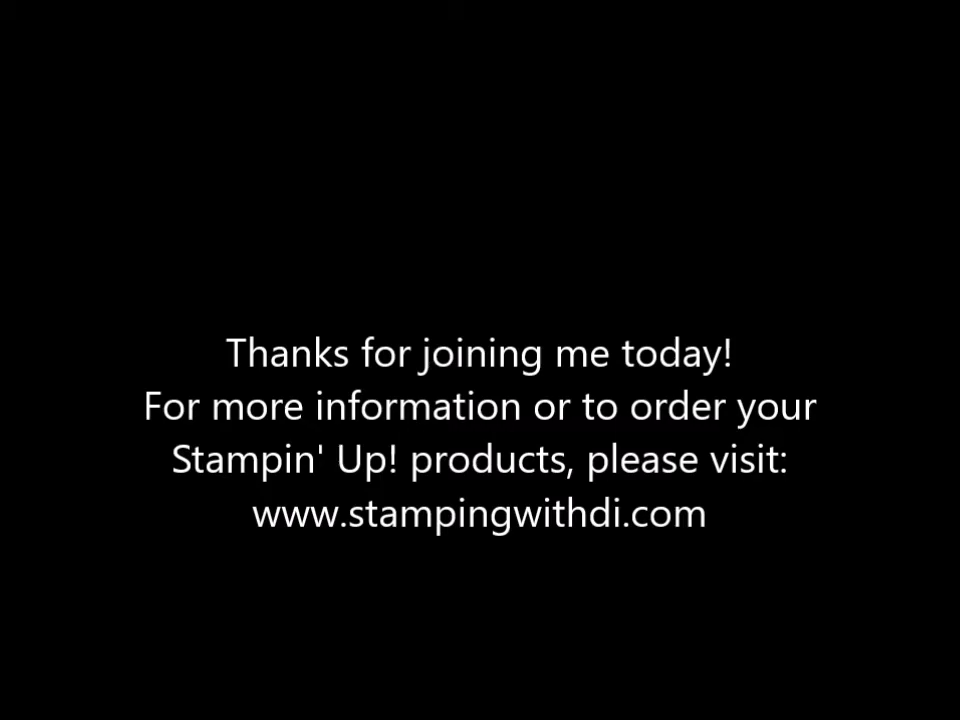 Thanks for joining me today!
For more information or to order your
Stampin' Up! products, please visit:
www.stampingwithdi.com